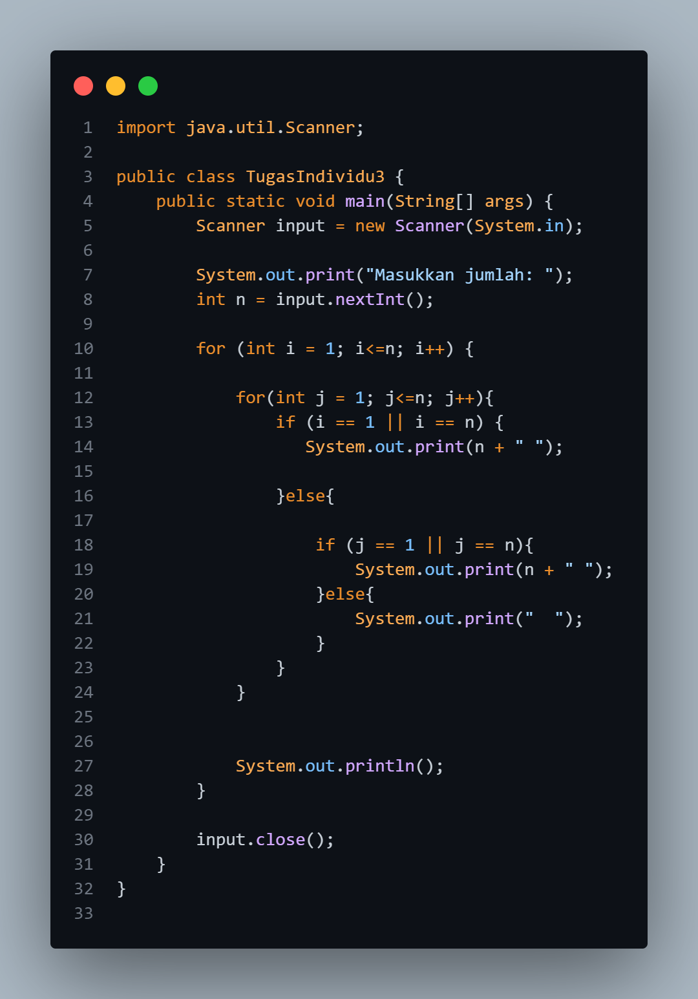 1 import java.util.Scanner;
2
3 public class TugasIndividu3 {
4     public static void main(String[] args) {
5         Scanner input = new Scanner(System.in);
6
7         System.out.print("Masukkan jumlah: ");
8         int n = input.nextInt();
9
10         for (int i = 1; i<=n; i++) {
11
12             for(int j = 1; j<=n; j++){
13                 if (i == 1 || i == n) {
14                    System.out.print(n + " ");
15
16                 }else{
17
18                     if (j == 1 || j == n){
19                         System.out.print(n + " ");
20                     }else{
21                         System.out.print("  ");
22                     }
23                 }
24             }
25
26
27             System.out.println();
28         }
29
30         input.close();
31     }
32 }
33